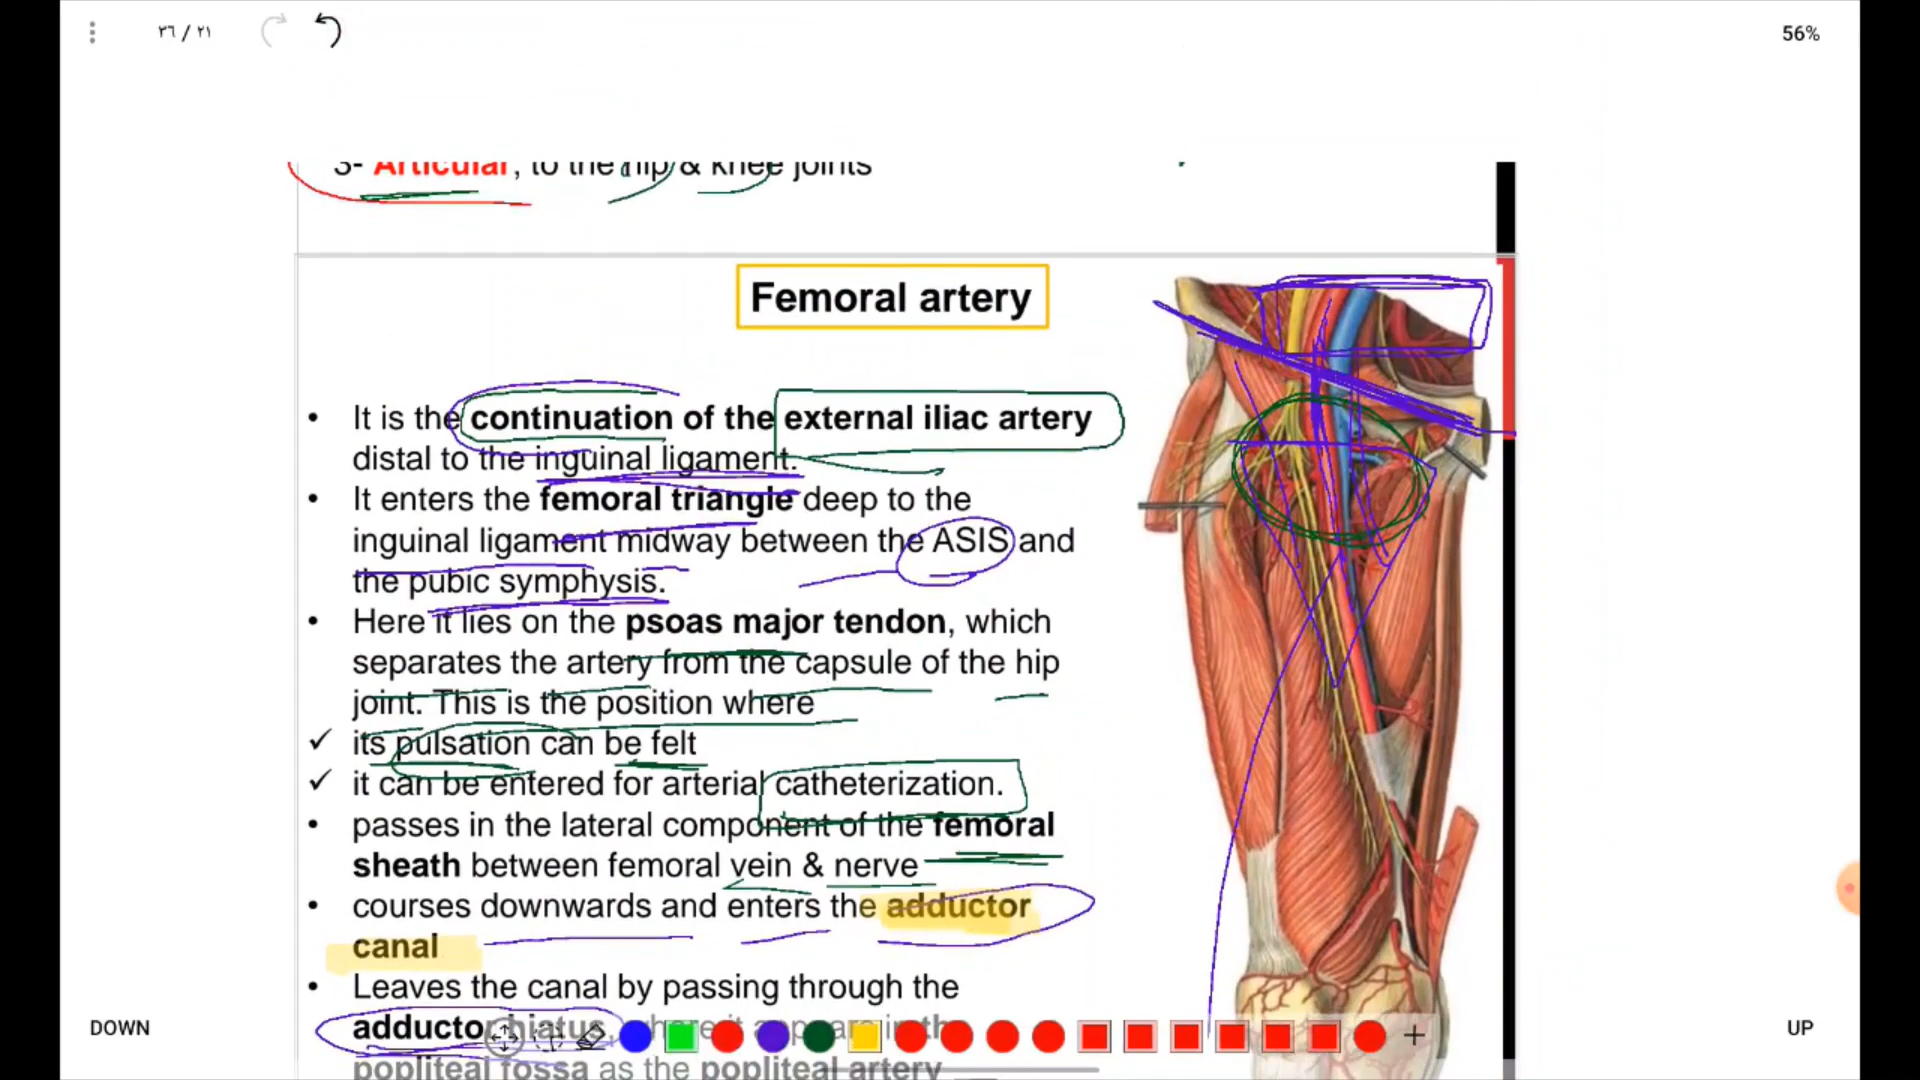 ٢١ / ٣٦
56%
3- Articular, to the hip & knee joints
Femoral artery
• It is the continuation of the external iliac artery
distal to the inguinal ligament.
• It enters the femoral triangle deep to the
inguinal ligament midway between the ASIS and
the pubic symphysis.
• Here it lies on the psoas major tendon, which
separates the artery from the capsule of the hip
joint. This is the position where
✓ its pulsation can be felt
✓ it can be entered for arterial catheterization.
• passes in the lateral component of the femoral
sheath between femoral vein & nerve
• courses downwards and enters the adductor
canal
• Leaves the canal by passing through the
adductor hiatus, where it appears in the
popliteal fossa as the popliteal artery
DOWN
UP